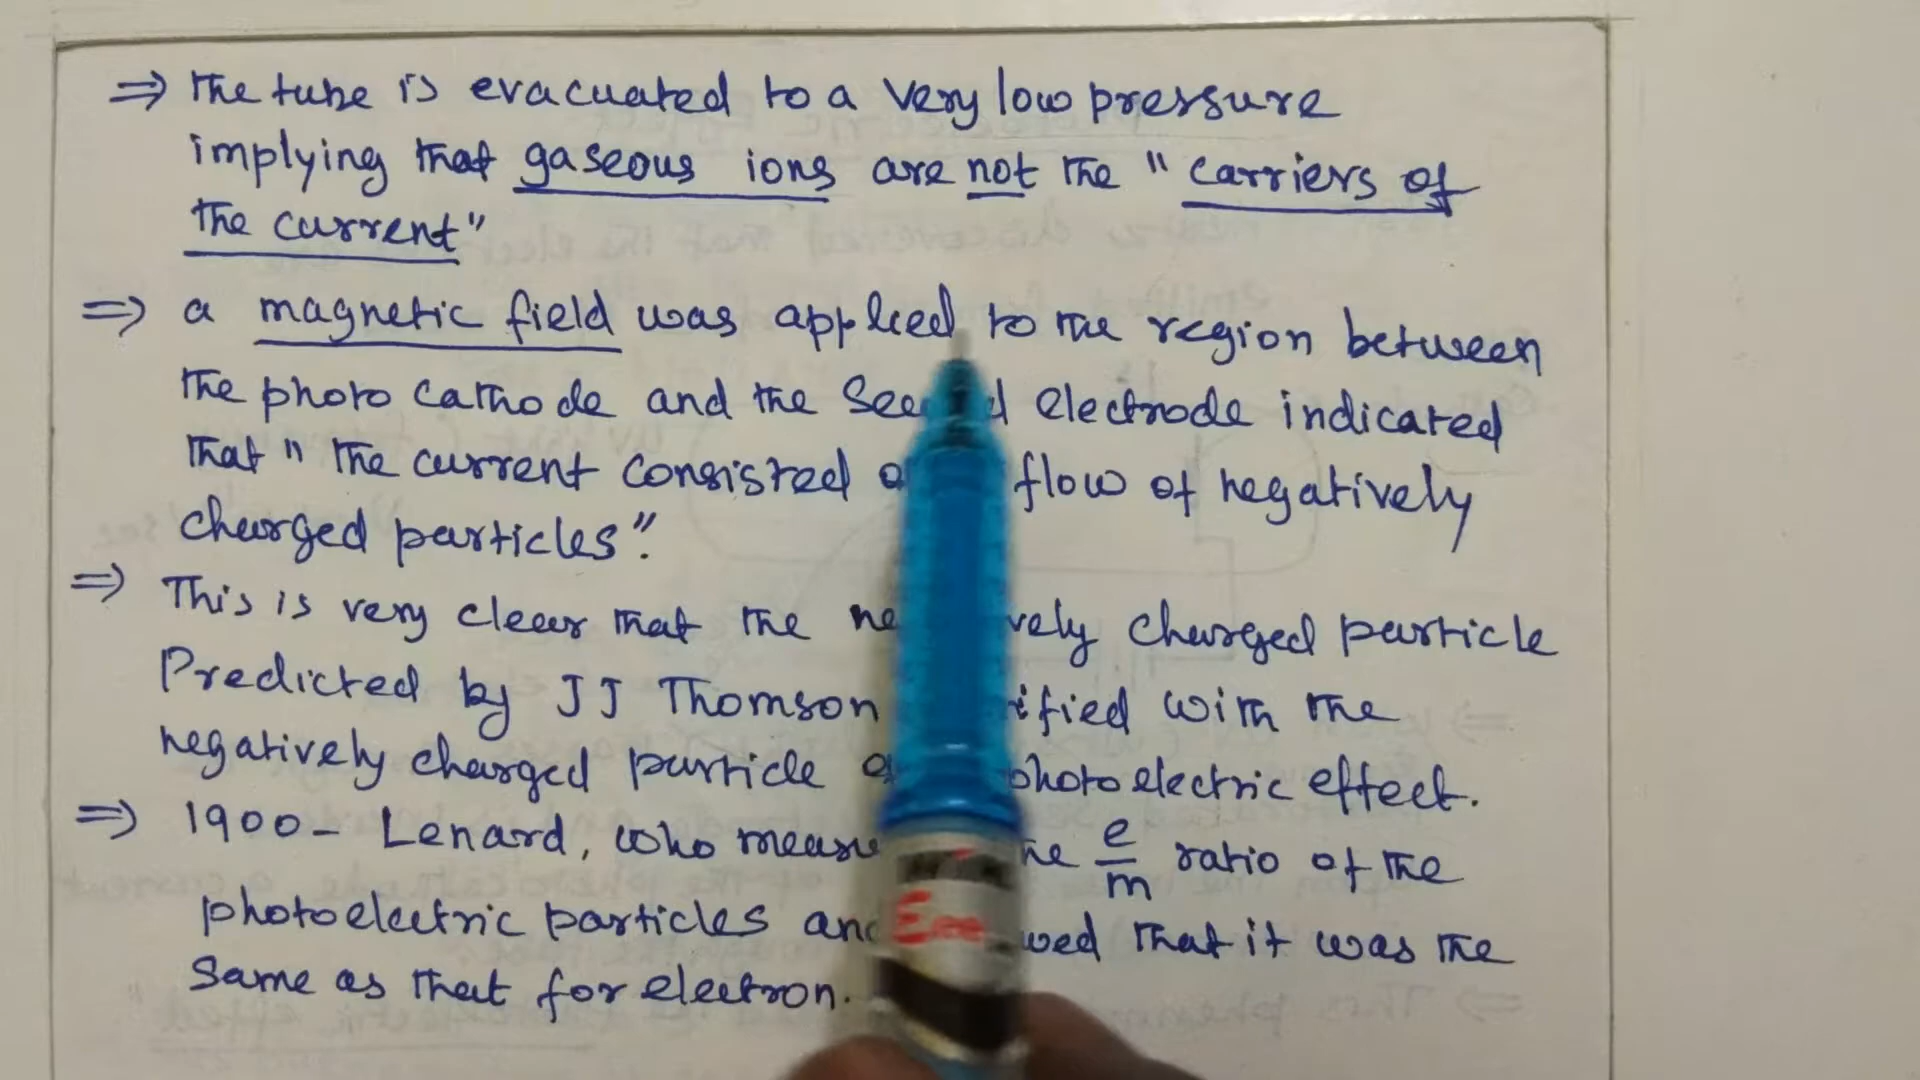 ⇒ The tube is evacuated to a very low pressure
implying that gaseous ions are not the "carriers of
the current"
⇒ a magnetic field was applied to the region between
the photo cathode and the electrode indicated
that "the current consisted flow of negatively
charged particles".
⇒ This is very clear that the charged particle
Predicted by JJ Thomson with the
negatively charged particle photoelectric effect.
⇒ 1900- Lenard, who e/m ratio of the
photoelectric particles that it was the
same as that for electron.